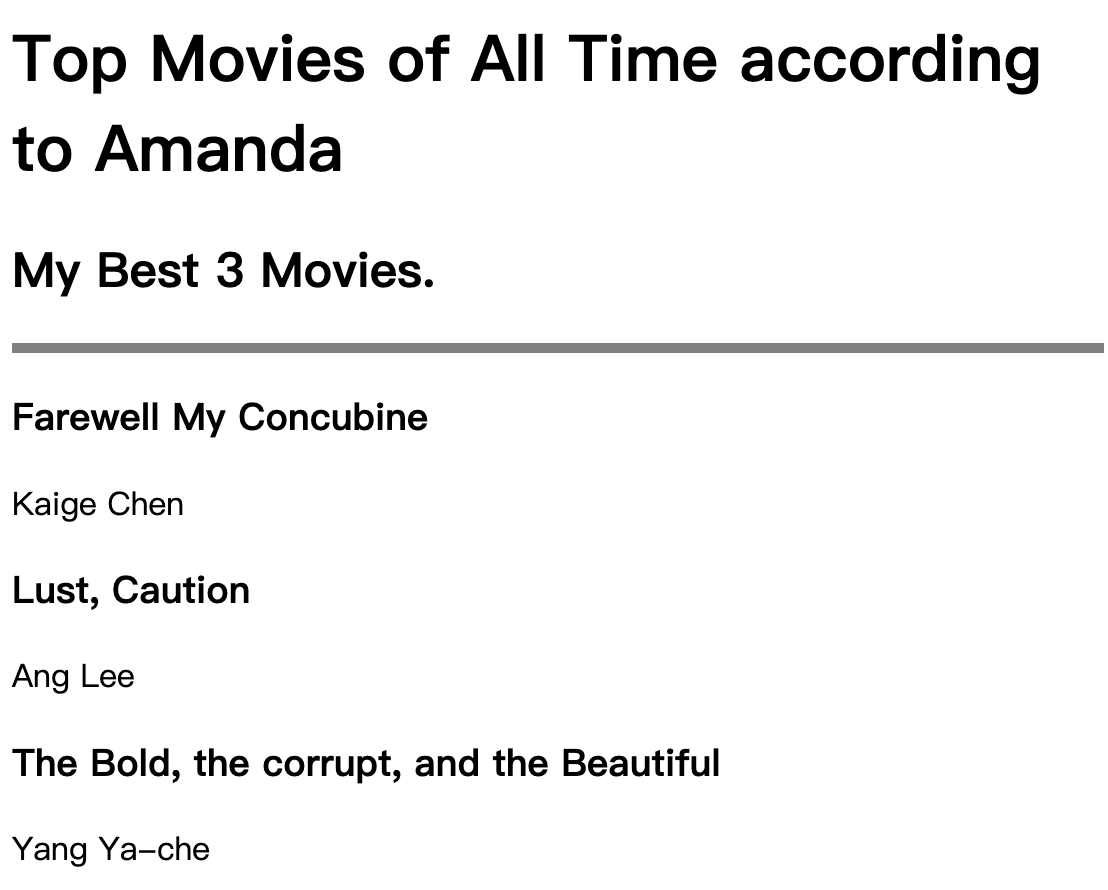 Top Movies of All Time according
to Amanda
My Best 3 Movies.
Farewell My Concubine
Kaige Chen
Lust, Caution
Ang Lee
The Bold, the corrupt, and the Beautiful
Yang Ya-che